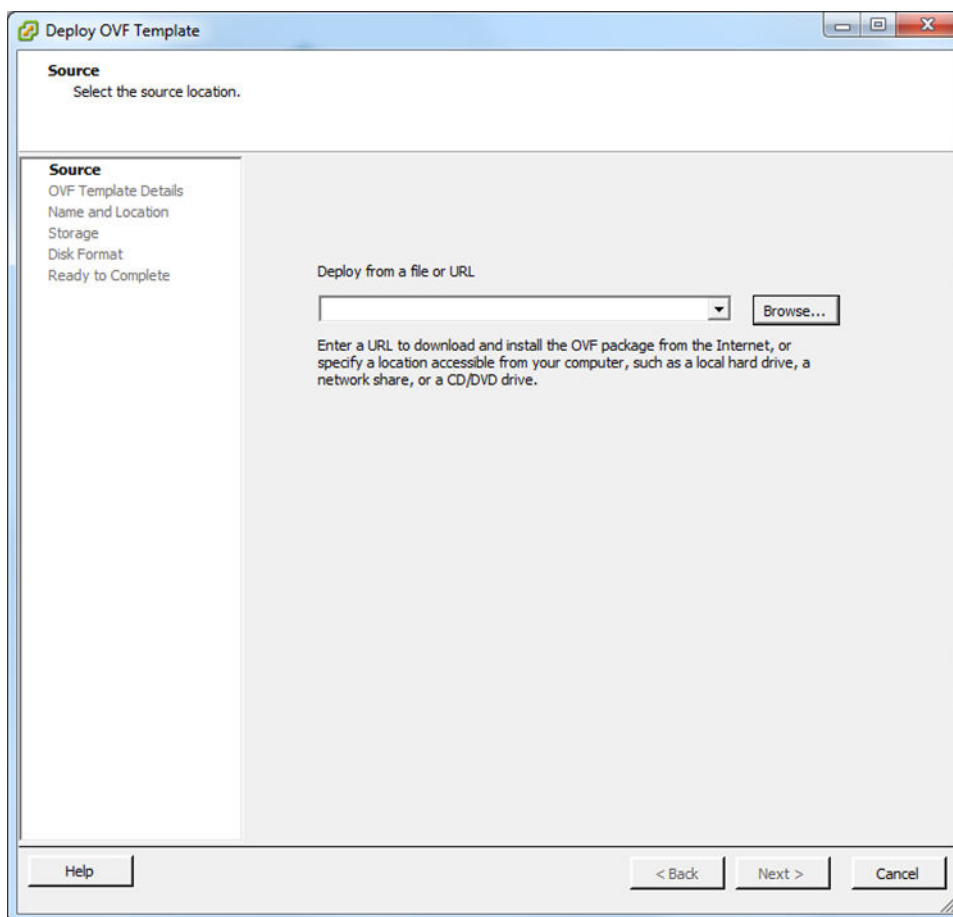 Deploy OVF Template
Source
Select the source location.
Source
OVF Template Details
Name and Location
Storage
Disk Format
Ready to Complete
Deploy from a file or URL
Browse...
Enter a URL to download and install the OVF package from the Internet, or
specify a location accessible from your computer, such as a local hard drive, a
network share, or a CD/DVD drive.
Help
< Back
Next >
Cancel